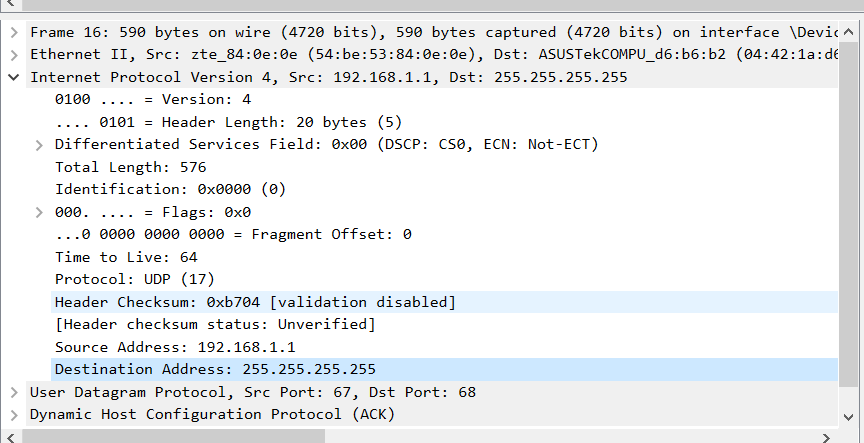 Frame 16: 590 bytes on wire (4720 bits), 590 bytes captured (4720 bits) on interface
Ethernet II, Src: zte_84:0e:0e (54:be:53:84:0e:0e), Dst: ASUSTekCOMPU_d6:b6:b2
Internet Protocol Version 4, Src: 192.168.1.1, Dst: 255.255.255.255
0100 .... = Version: 4
.... 0101 = Header Length: 20 bytes (5)
Differentiated Services Field: 0x00 (DSCP: CS0, ECN: Not-ECT)
Total Length: 576
Identification: 0x0000 (0)
000. .... = Flags: 0x0
...0 0000 0000 0000 = Fragment Offset: 0
Time to Live: 64
Protocol: UDP (17)
Header Checksum: 0xb704 [validation disabled]
[Header checksum status: Unverified]
Source Address: 192.168.1.1
Destination Address: 255.255.255.255
User Datagram Protocol, Src Port: 67, Dst Port: 68
Dynamic Host Configuration Protocol (ACK)